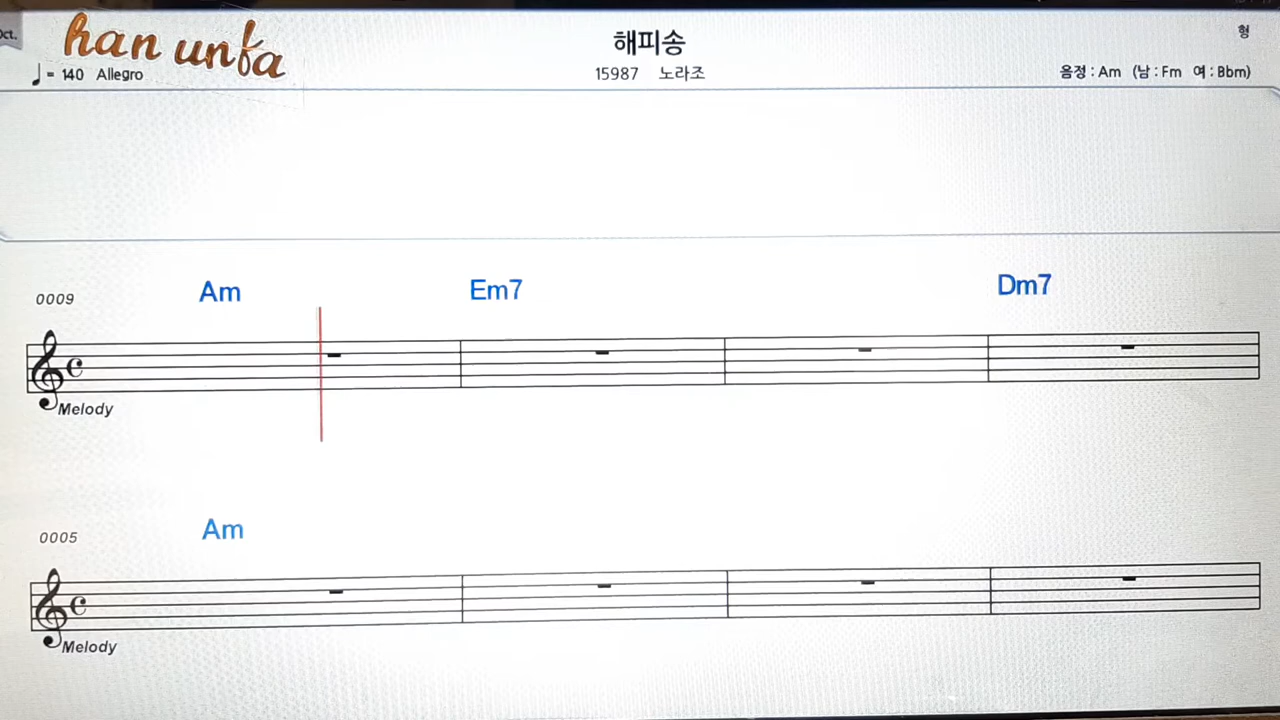 Oct.
han unfa
해피송
형
♩ = 140 Allegro
15987 노라조
음정 : Am (남 : Fm 여 : Bbm)
0009 Am Em7 Dm7
Melody
0005 Am
Melody